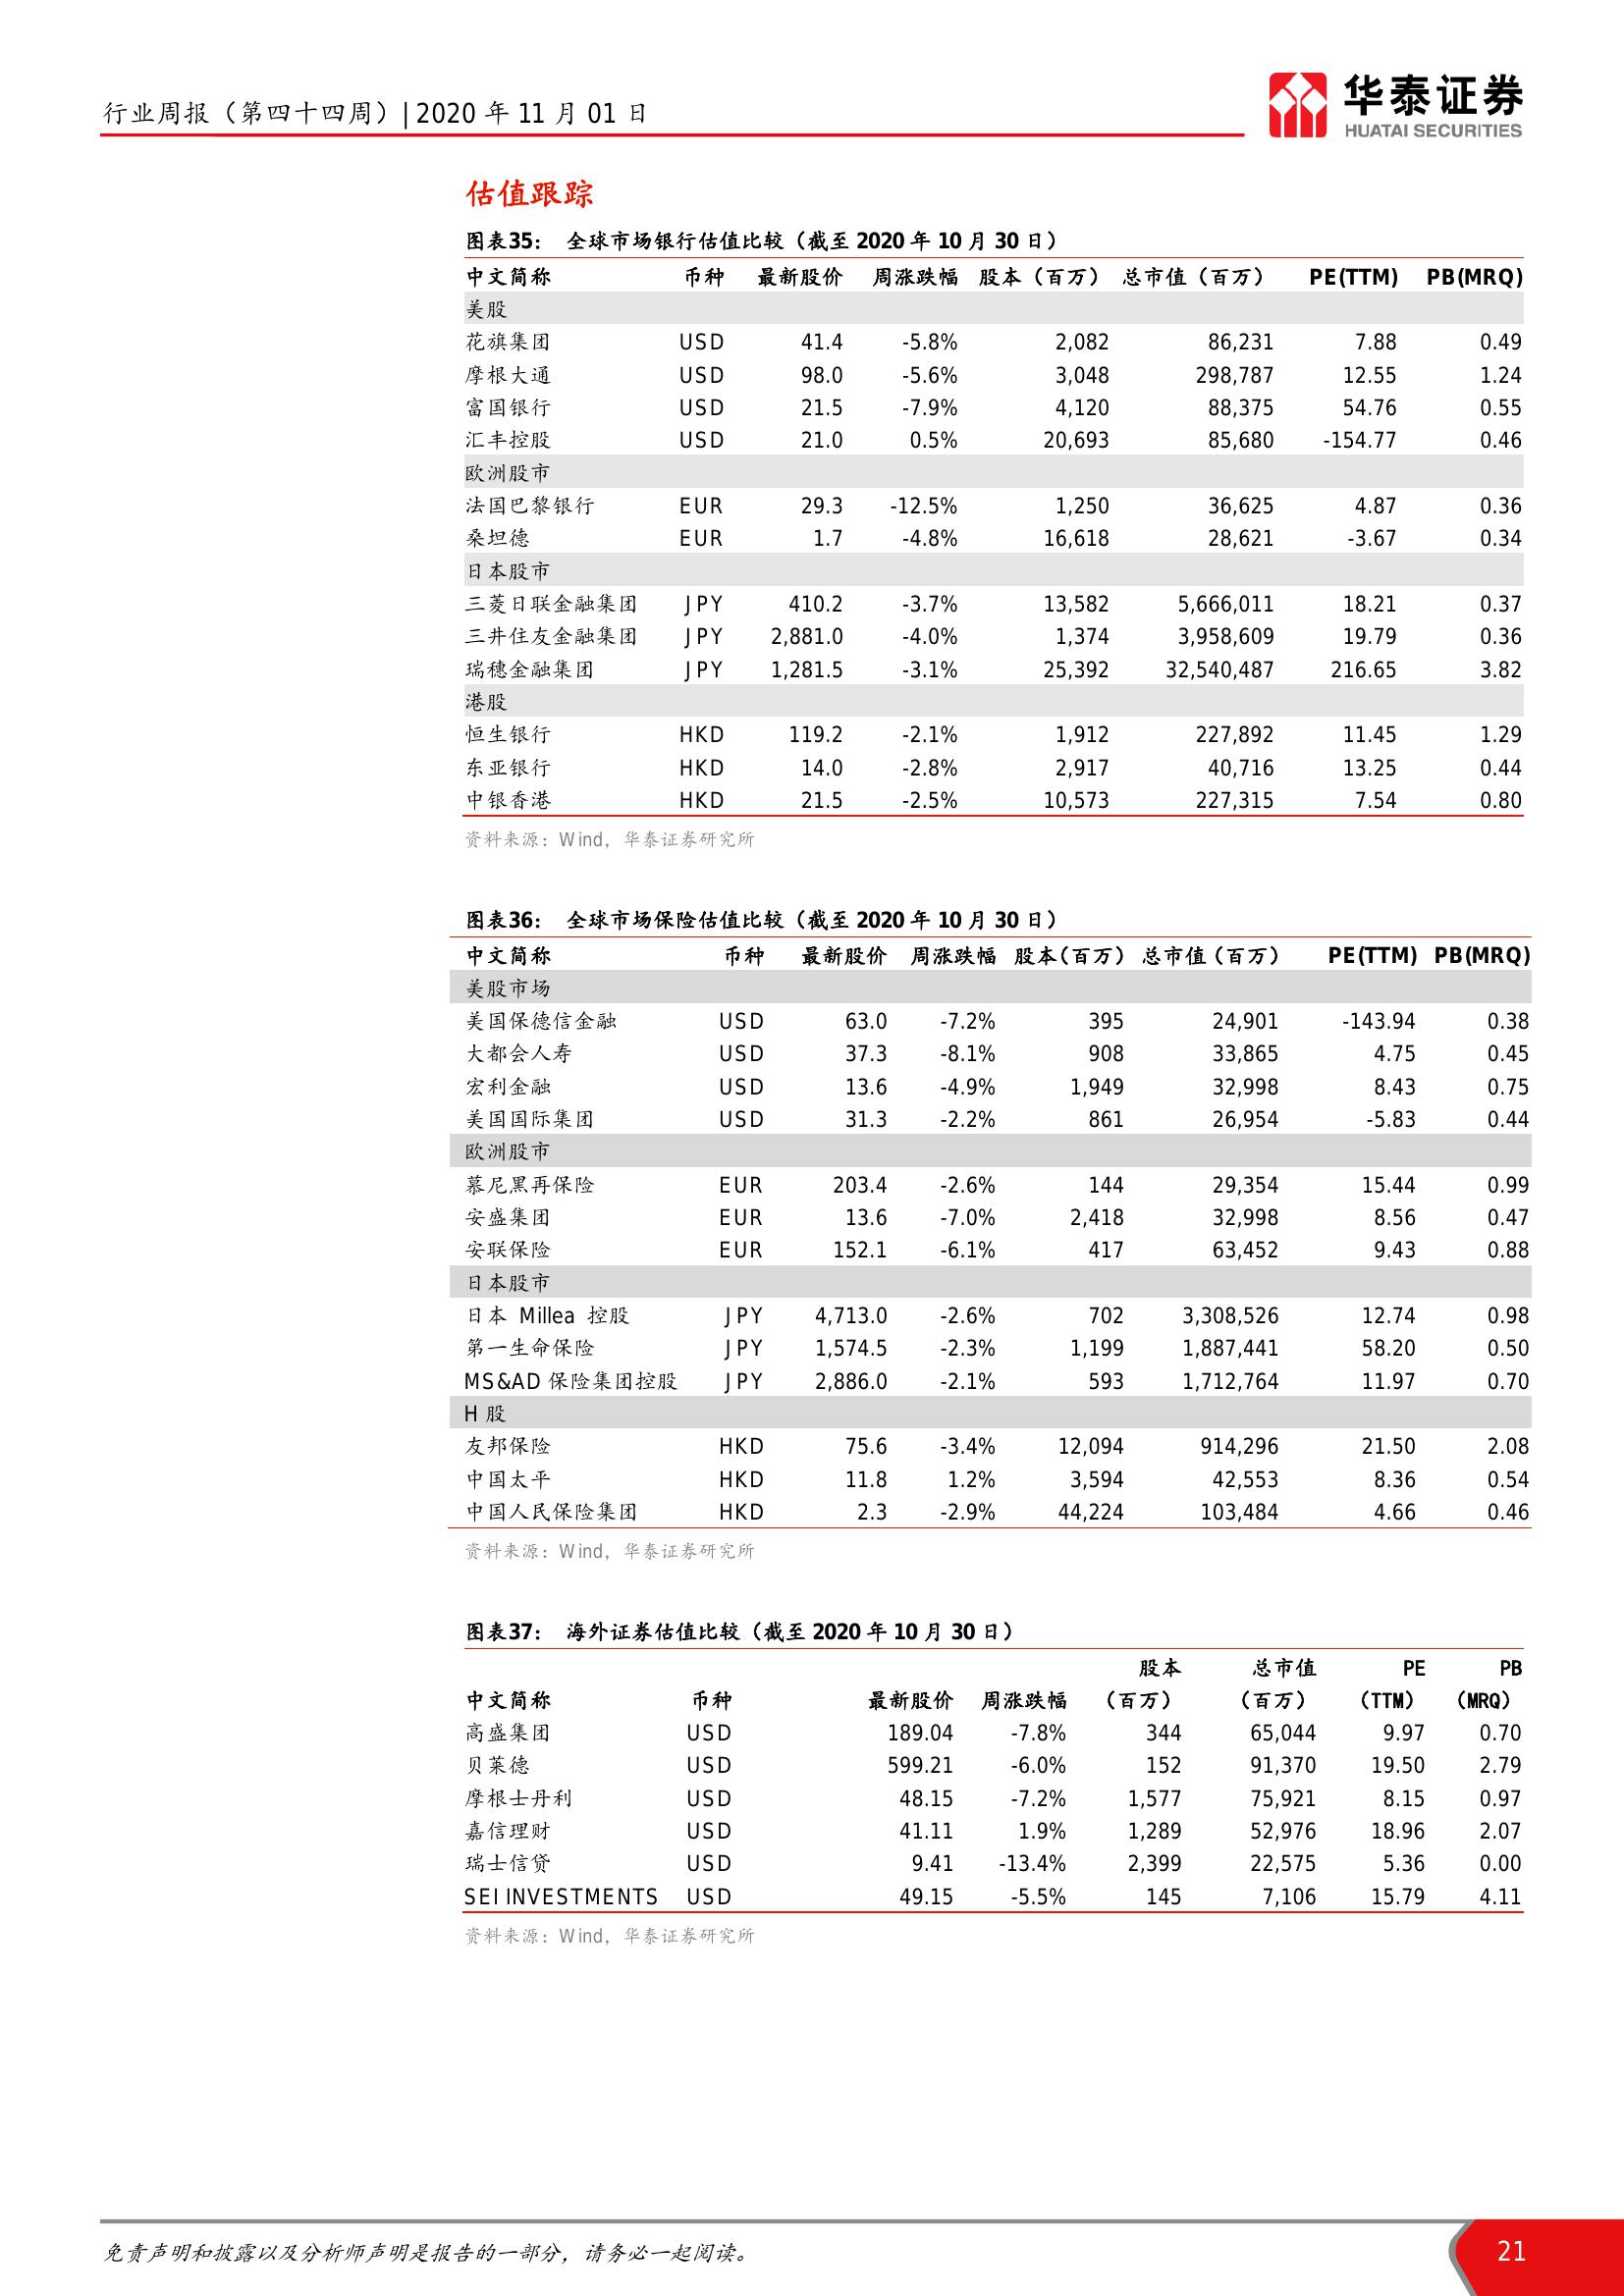 行业周报（第四十四周）| 2020 年 11 月 01 日
华泰证券
HUATAI SECURITIES
估值跟踪
图表35： 全球市场银行估值比较（截至 2020 年 10 月 30 日）
中文简称 币种 最新股价 周涨跌幅 股本（百万） 总市值（百万） PE(TTM) PB(MRQ)
美股
花旗集团 USD 41.4 -5.8% 2,082 86,231 7.88 0.49
摩根大通 USD 98.0 -5.6% 3,048 298,787 12.55 1.24
富国银行 USD 21.5 -7.9% 4,120 88,375 54.76 0.55
汇丰控股 USD 21.0 0.5% 20,693 85,680 -154.77 0.46
欧洲股市
法国巴黎银行 EUR 29.3 -12.5% 1,250 36,625 4.87 0.36
桑坦德 EUR 1.7 -4.8% 16,618 28,621 -3.67 0.34
日本股市
三菱日联金融集团 JPY 410.2 -3.7% 13,582 5,666,011 18.21 0.37
三井住友金融集团 JPY 2,881.0 -4.0% 1,374 3,958,609 19.79 0.36
瑞穗金融集团 JPY 1,281.5 -3.1% 25,392 32,540,487 216.65 3.82
港股
恒生银行 HKD 119.2 -2.1% 1,912 227,892 11.45 1.29
东亚银行 HKD 14.0 -2.8% 2,917 40,716 13.25 0.44
中银香港 HKD 21.5 -2.5% 10,573 227,315 7.54 0.80
资料来源：Wind，华泰证券研究所
图表36： 全球市场保险估值比较（截至 2020 年 10 月 30 日）
中文简称 币种 最新股价 周涨跌幅 股本(百万) 总市值 (百万) PE(TTM) PB(MRQ)
美股市场
美国保德信金融 USD 63.0 -7.2% 395 24,901 -143.94 0.38
大都会人寿 USD 37.3 -8.1% 908 33,865 4.75 0.45
宏利金融 USD 13.6 -4.9% 1,949 32,998 8.43 0.75
美国国际集团 USD 31.3 -2.2% 861 26,954 -5.83 0.44
欧洲股市
慕尼黑再保险 EUR 203.4 -2.6% 144 29,354 15.44 0.99
安盛集团 EUR 13.6 -7.0% 2,418 32,998 8.56 0.47
安联保险 EUR 152.1 -6.1% 417 63,452 9.43 0.88
日本股市
日本 Millea 控股 JPY 4,713.0 -2.6% 702 3,308,526 12.74 0.98
第一生命保险 JPY 1,574.5 -2.3% 1,199 1,887,441 58.20 0.50
MS&AD 保险集团控股 JPY 2,886.0 -2.1% 593 1,712,764 11.97 0.70
H 股
友邦保险 HKD 75.6 -3.4% 12,094 914,296 21.50 2.08
中国太平 HKD 11.8 1.2% 3,594 42,553 8.36 0.54
中国人民保险集团 HKD 2.3 -2.9% 44,224 103,484 4.66 0.46
资料来源：Wind，华泰证券研究所
图表37： 海外证券估值比较（截至 2020 年 10 月 30 日）
股本 总市值 PE PB
中文简称 币种 最新股价 周涨跌幅 （百万） （百万） （TTM） （MRQ）
高盛集团 USD 189.04 -7.8% 344 65,044 9.97 0.70
贝莱德 USD 599.21 -6.0% 152 91,370 19.50 2.79
摩根士丹利 USD 48.15 -7.2% 1,577 75,921 8.15 0.97
嘉信理财 USD 41.11 1.9% 1,289 52,976 18.96 2.07
瑞士信贷 USD 9.41 -13.4% 2,399 22,575 5.36 0.00
SEI INVESTMENTS USD 49.15 -5.5% 145 7,106 15.79 4.11
资料来源：Wind，华泰证券研究所
免责声明和披露以及分析师声明是报告的一部分，请务必一起阅读。
21